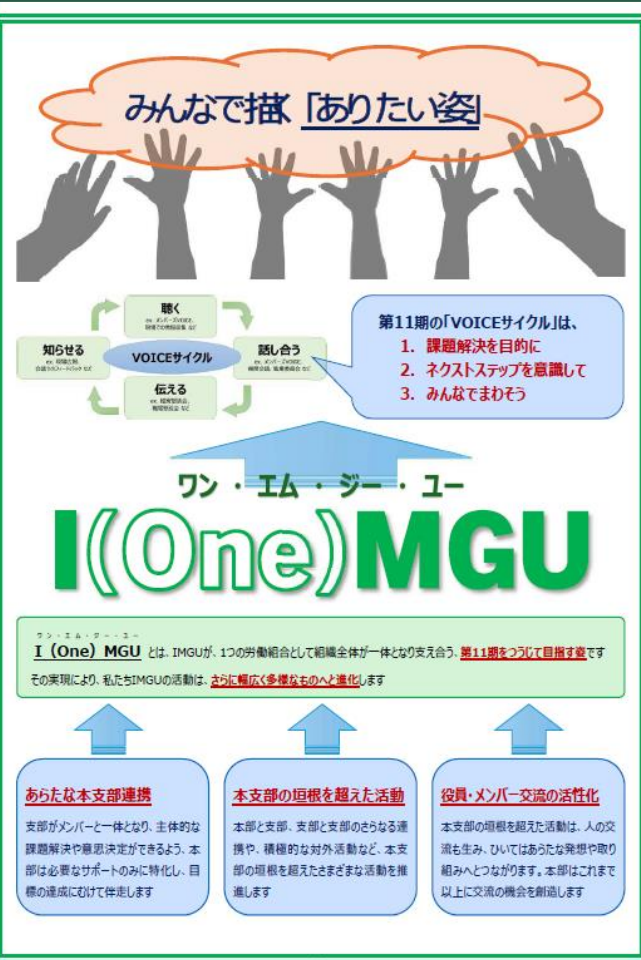 みんなで描く「ありたい姿」
聴く
知らせる
VOICEサイクル
話し合う
伝える
第11期の「VOICEサイクル」は、
1. 課題解決を目的に
2. ネクストステップを意識して
3. みんなでまわそう
ワン・エム・ジー・ユー
I(One)MGU
ワン・エム・ジー・ユー
I（One）MGU とは、IMGUが、1つの労働組合として組織全体が一体となり支え合う、第11期をつうじて目指す姿です
その実現により、私たちIMGUの活動は、さらに幅広く多様なものへと進化します
あらたな本支部連携
支部がメンバーと一体となり、主体的な
課題解決や意思決定ができるよう、本
部は必要なサポートのみに特化し、目
標の達成にむけて伴走します
本支部の垣根を超えた活動
本部と支部、支部と支部のさらなる連
携や、積極的な対外活動など、本支
部の垣根を超えたさまざまな活動を推
進します
役員・メンバー交流の活性化
本支部の垣根を超えた活動は、人の交
流も生み、ひいてはあらたな発想や取り
組みへとつながります。本部はこれまで
以上に交流の機会を創造します